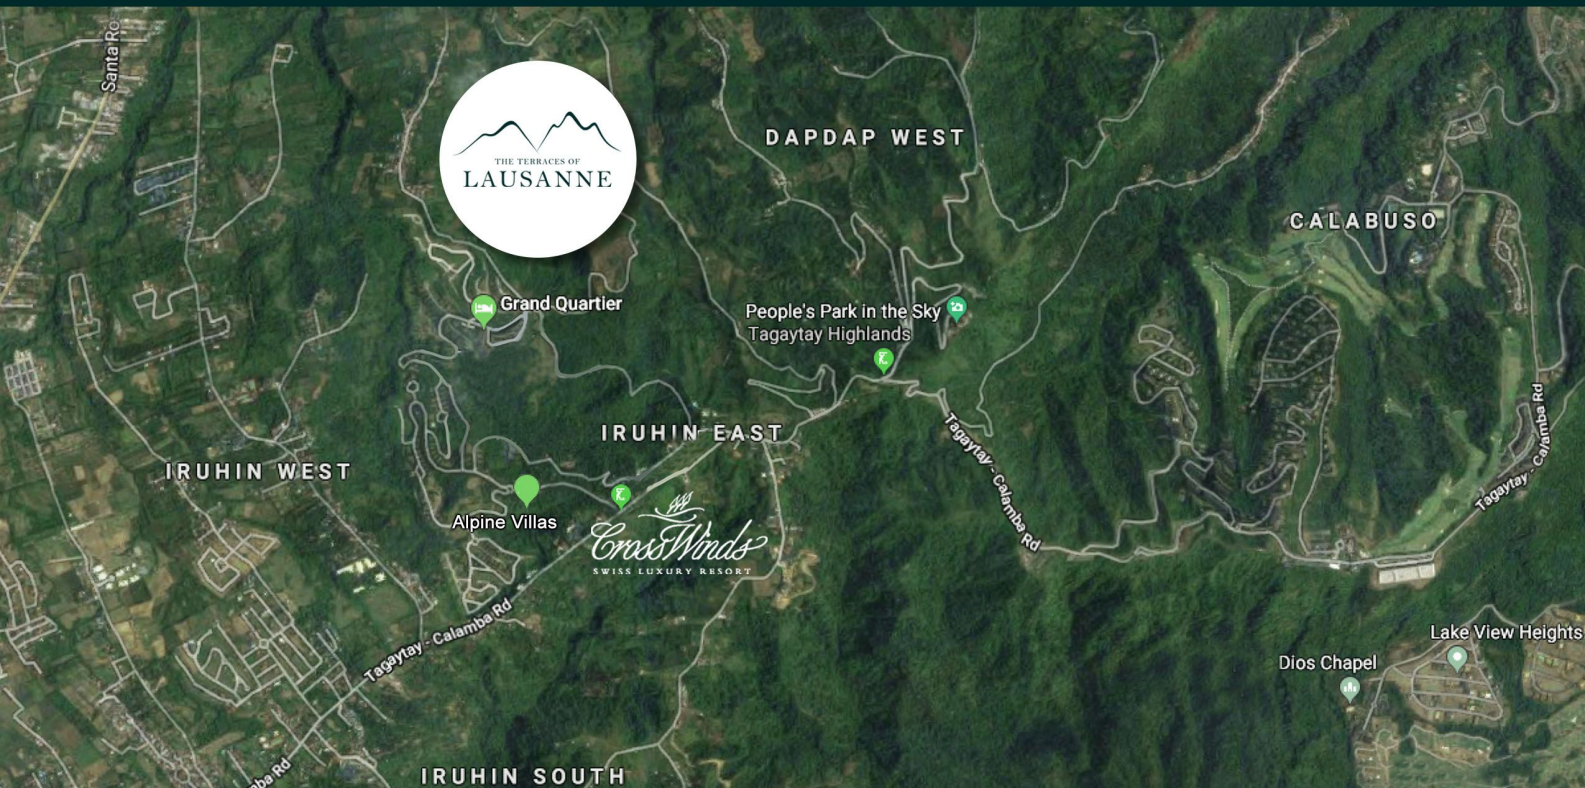 Santa Ro
THE TERRACES OF
LAUSANNE
DAPDAP WEST
CALABUSO
Grand Quartier
People's Park in the Sky
Tagaytay Highlands
IRUHIN EAST
IRUHIN WEST
Tagaytay - Calamba Rd
Tagaytay - Calamba Rd
Alpine Villas
CrossWinds
SWISS LUXURY RESORT
Tagaytay - Calamba Rd
Lake View Heights
Dios Chapel
IRUHIN SOUTH
ba Rd